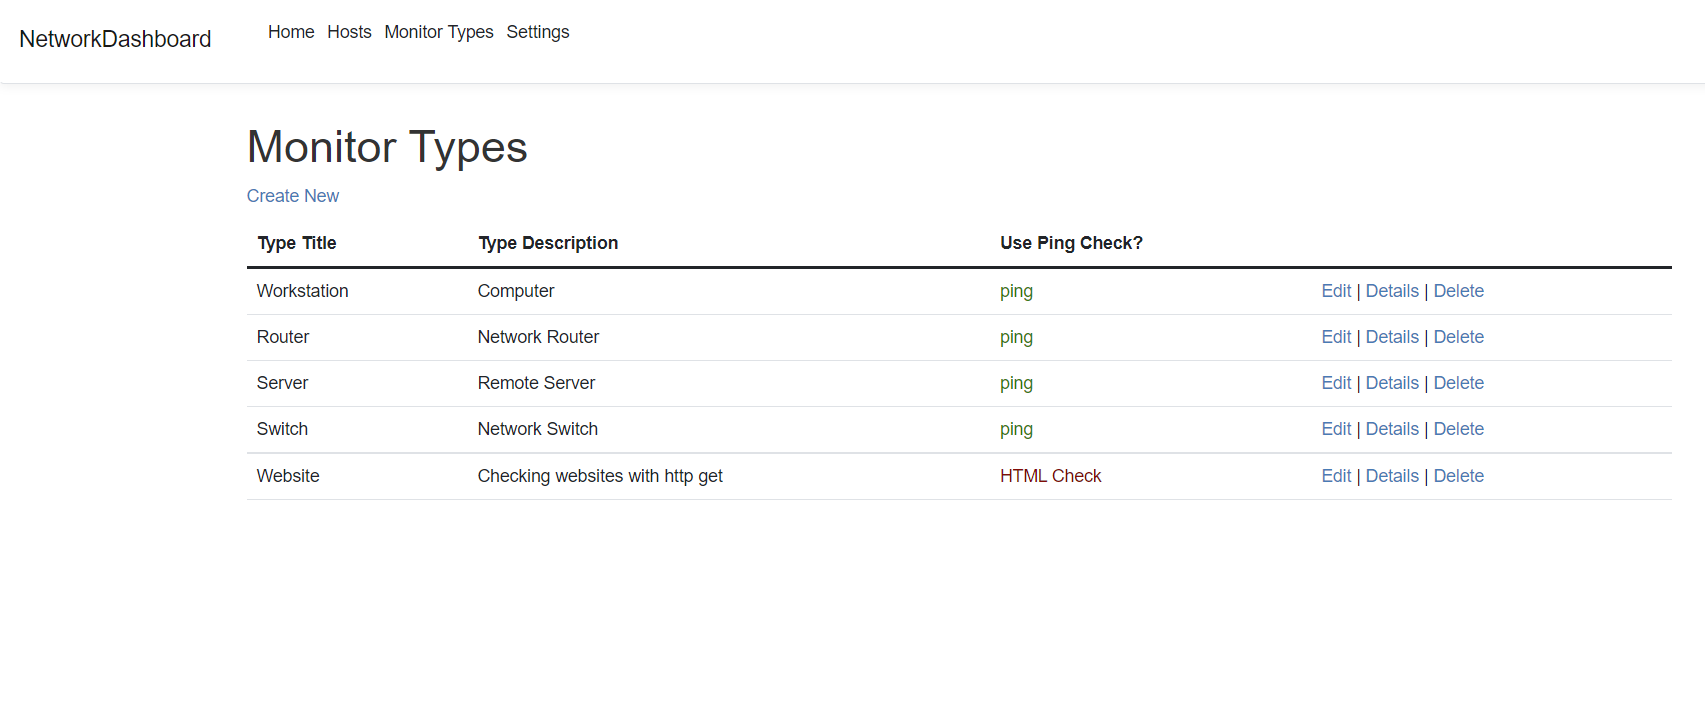 NetworkDashboard Home Hosts Monitor Types Settings
Monitor Types
Create New
Type Title Type Description Use Ping Check?
Workstation Computer ping Edit | Details | Delete
Router Network Router ping Edit | Details | Delete
Server Remote Server ping Edit | Details | Delete
Switch Network Switch ping Edit | Details | Delete
Website Checking websites with http get HTML Check Edit | Details | Delete